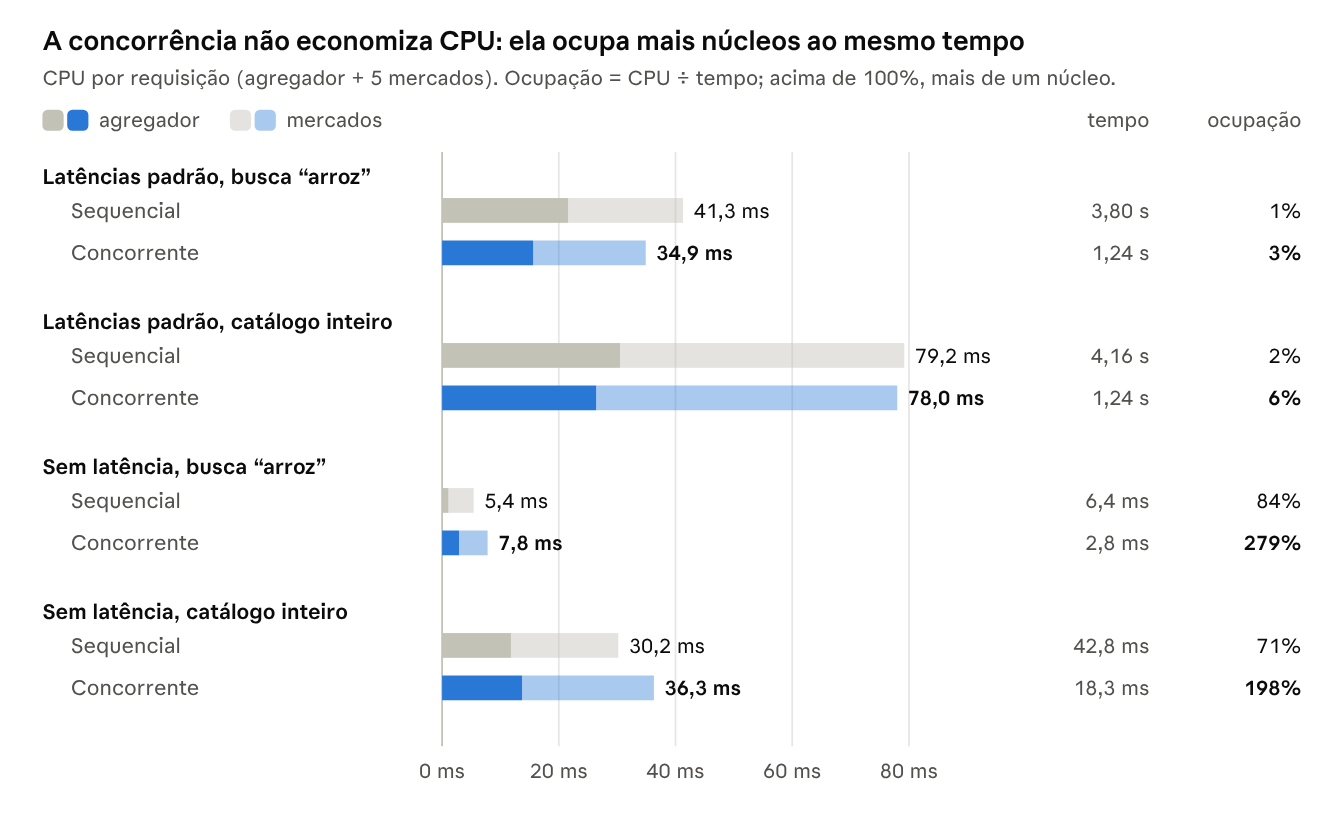 A concorrência não economiza CPU: ela ocupa mais núcleos ao mesmo tempo
CPU por requisição (agregador + 5 mercados). Ocupação = CPU ÷ tempo; acima de 100%, mais de um núcleo.
agregador mercados tempo ocupação
Latências padrão, busca “arroz”
Sequencial 41,3 ms 3,80 s 1%
Concorrente 34,9 ms 1,24 s 3%
Latências padrão, catálogo inteiro
Sequencial 79,2 ms 4,16 s 2%
Concorrente 78,0 ms 1,24 s 6%
Sem latência, busca “arroz”
Sequencial 5,4 ms 6,4 ms 84%
Concorrente 7,8 ms 2,8 ms 279%
Sem latência, catálogo inteiro
Sequencial 30,2 ms 42,8 ms 71%
Concorrente 36,3 ms 18,3 ms 198%
0 ms 20 ms 40 ms 60 ms 80 ms